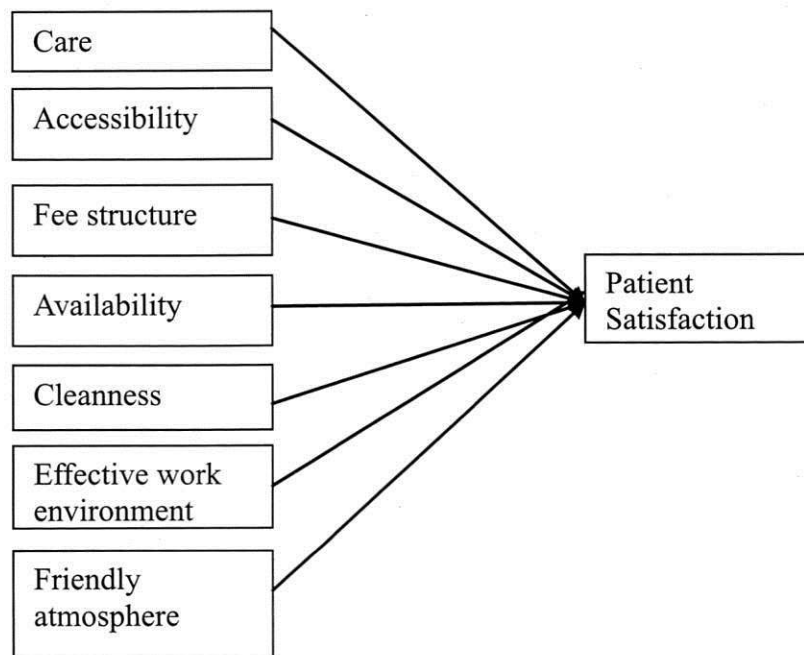 Care
Accessibility
Fee structure
Availability
Cleanness
Effective work
environment
Friendly
atmosphere
Patient
Satisfaction